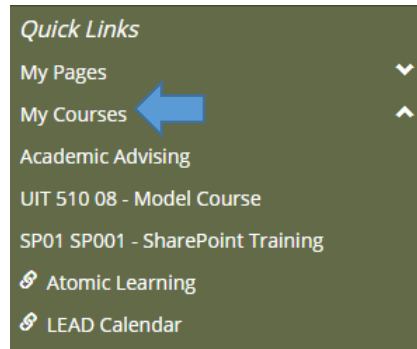 Quick Links
My Pages
My Courses
Academic Advising
UIT 510 08 - Model Course
SP01 SP001 - SharePoint Training
Atomic Learning
LEAD Calendar